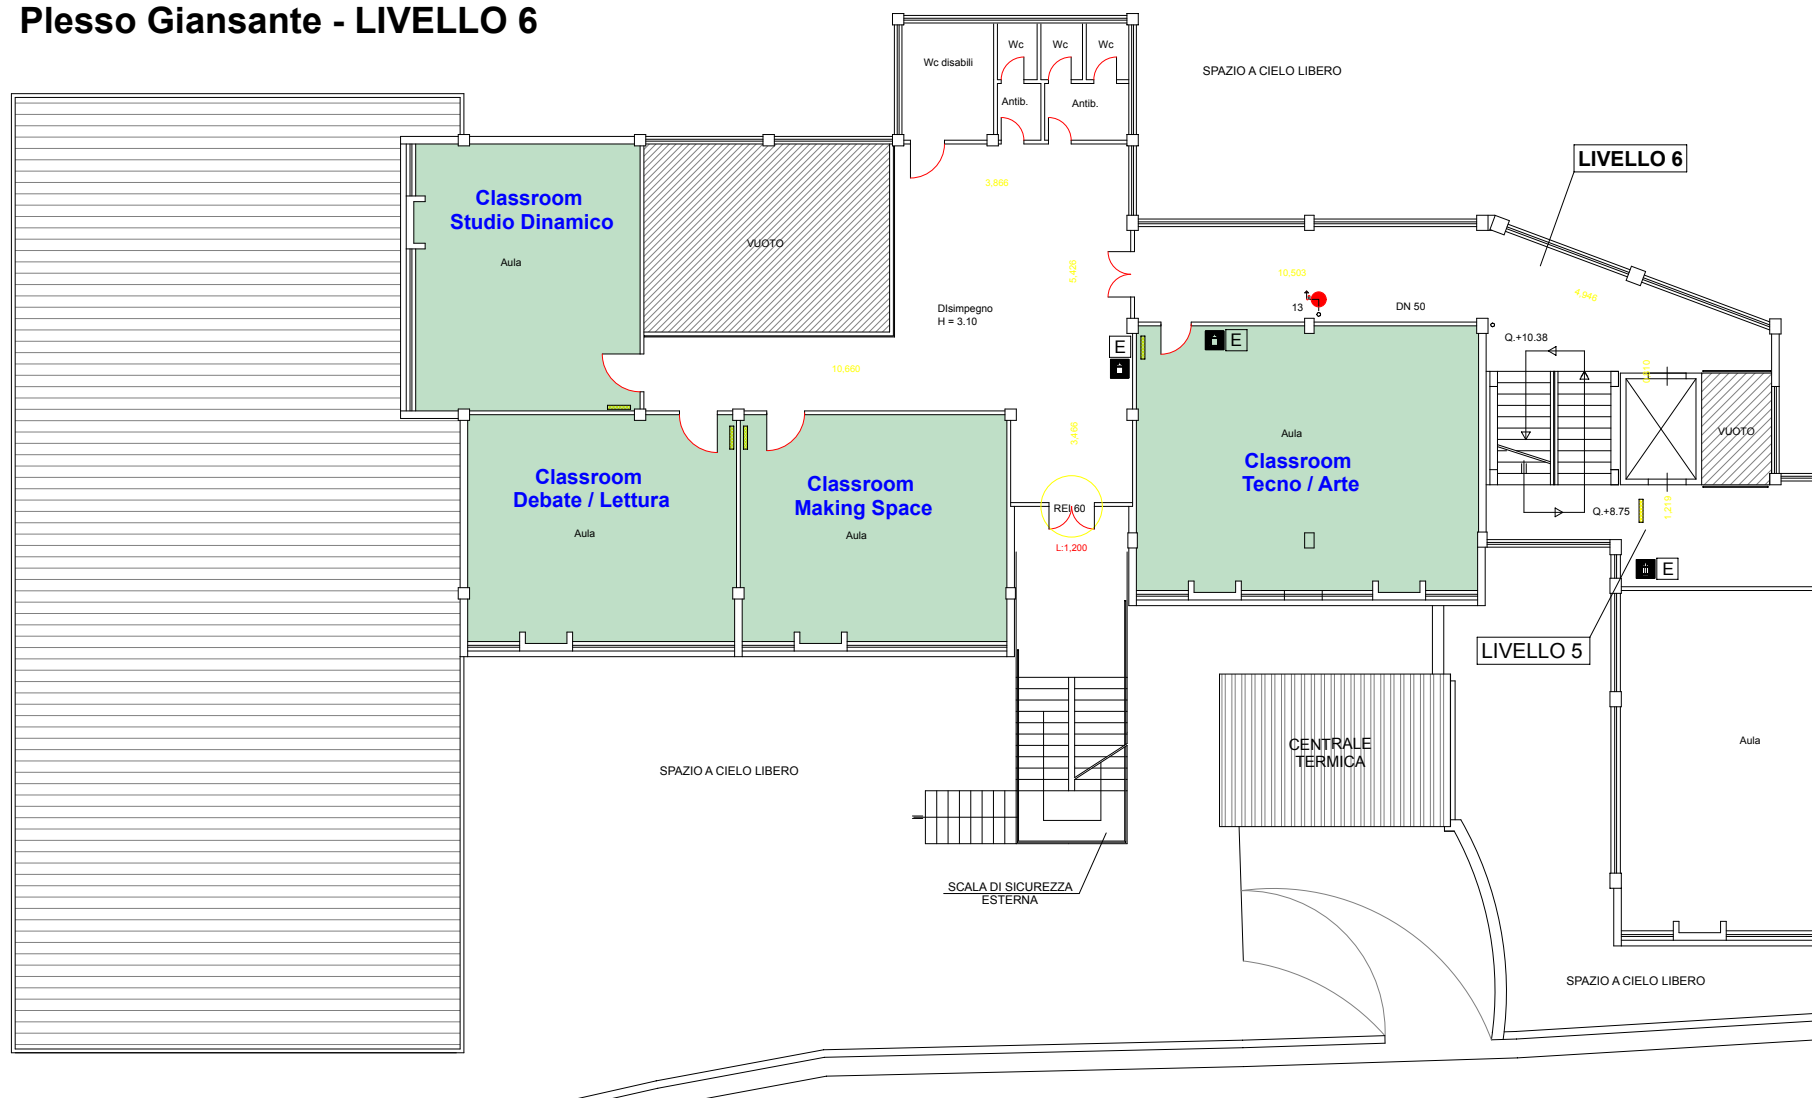 Plesso Giansante - LIVELLO 6
Wc disabili
Wc
Wc
Wc
Antib.
Antib.
SPAZIO A CIELO LIBERO
LIVELLO 6
Classroom
Studio Dinamico
Aula
VUOTO
DIsimpegno
H = 3.10
10.500
13
DN 50
E
E
Q.+10.38
VUOTO
Aula
Classroom
Tecno / Arte
Classroom
Debate / Lettura
Aula
Classroom
Making Space
Aula
REI 60
L:1,200
Q.+8.75
E
LIVELLO 5
CENTRALE
TERMICA
Aula
SPAZIO A CIELO LIBERO
SCALA DI SICUREZZA
ESTERNA
SPAZIO A CIELO LIBERO